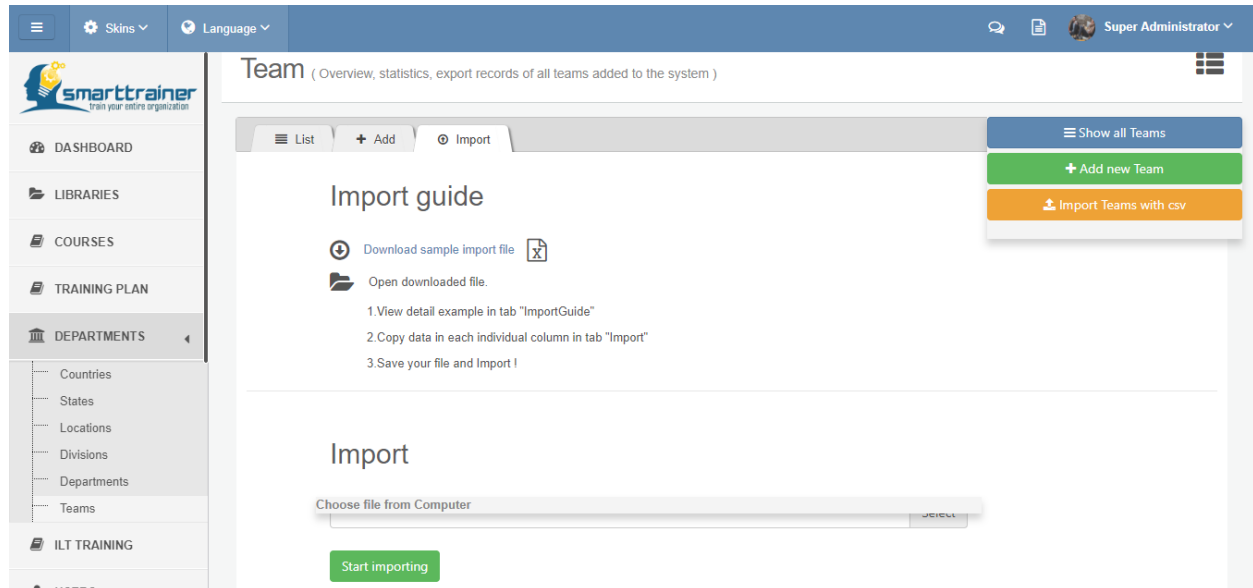 Skins
Language
Super Administrator
smarttrainer
train your entire organization
Team ( Overview, statistics, export records of all teams added to the system )
DASHBOARD
LIBRARIES
COURSES
TRAINING PLAN
DEPARTMENTS
Countries
States
Locations
Divisions
Departments
Teams
ILT TRAINING
List
Add
Import
Show all Teams
Add new Team
Import Teams with csv
Import guide
Download sample import file
Open downloaded file.
1.View detail example in tab "ImportGuide"
2.Copy data in each individual column in tab "Import"
3.Save your file and Import !
Import
Choose file from Computer
Select
Start importing